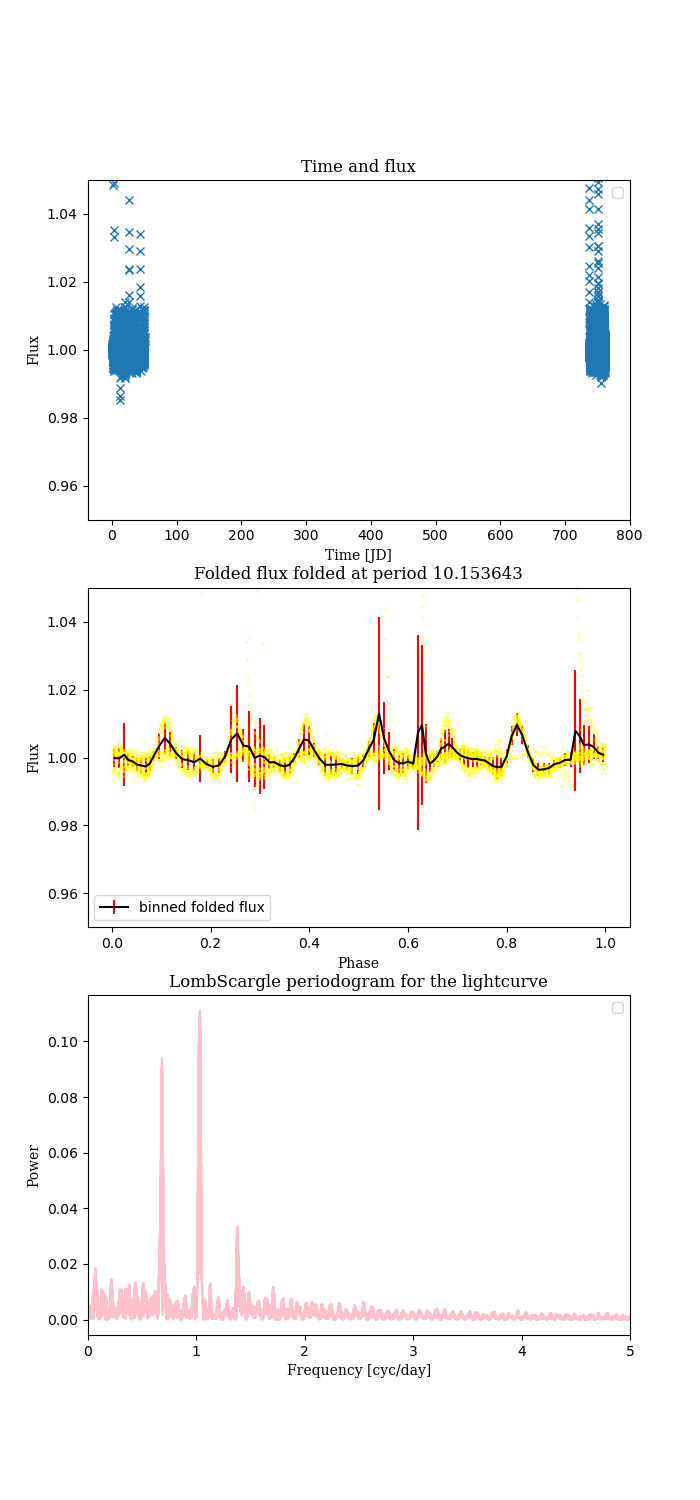 Time and flux
1.04
1.02
1.00
0.98
0.96
Flux
0 100 200 300 400 500 600 700 800
Time [JD]
Folded flux folded at period 10.153643
1.04
1.02
1.00
0.98
0.96
Flux
binned folded flux
0.0 0.2 0.4 0.6 0.8 1.0
Phase
LombScargle periodogram for the lightcurve
0.10
0.08
0.06
0.04
0.02
0.00
Power
0 1 2 3 4 5
Frequency [cyc/day]